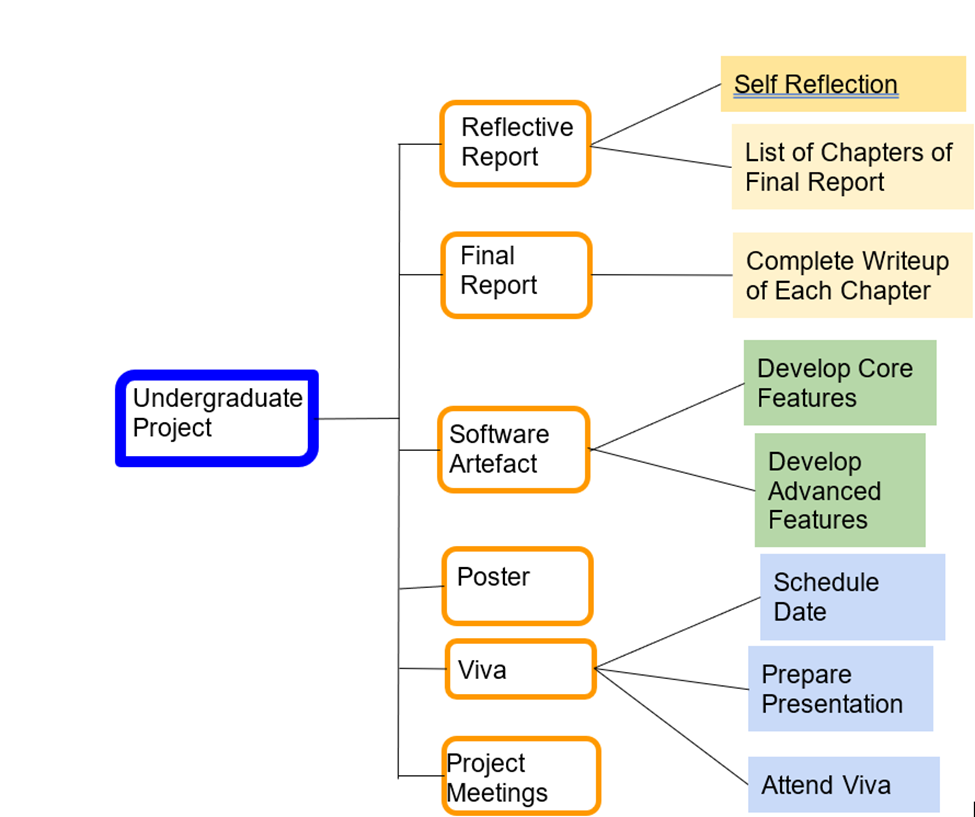 Undergraduate
Project
Reflective
Report
Self Reflection
List of Chapters of
Final Report
Final
Report
Complete Writeup
of Each Chapter
Software
Artefact
Develop Core
Features
Develop
Advanced
Features
Poster
Viva
Schedule
Date
Prepare
Presentation
Attend Viva
Project
Meetings